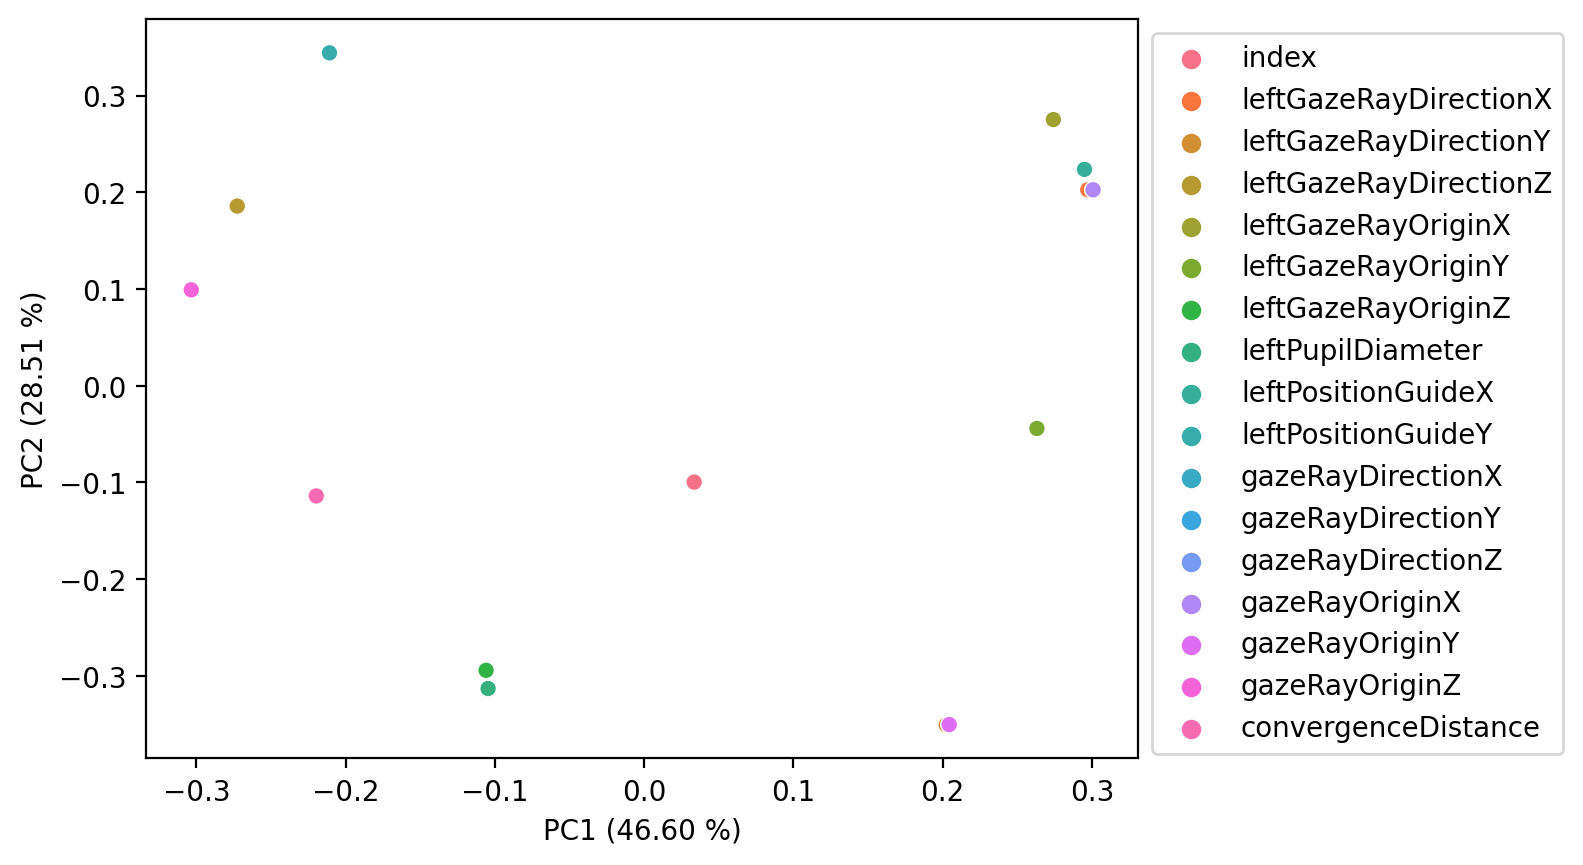 0.3
0.2
0.1
0.0
−0.1
−0.2
−0.3
PC2 (28.51 %)
−0.3
−0.2
−0.1
0.0
0.1
0.2
0.3
PC1 (46.60 %)
index
leftGazeRayDirectionX
leftGazeRayDirectionY
leftGazeRayDirectionZ
leftGazeRayOriginX
leftGazeRayOriginY
leftGazeRayOriginZ
leftPupilDiameter
leftPositionGuideX
leftPositionGuideY
gazeRayDirectionX
gazeRayDirectionY
gazeRayDirectionZ
gazeRayOriginX
gazeRayOriginY
gazeRayOriginZ
convergenceDistance